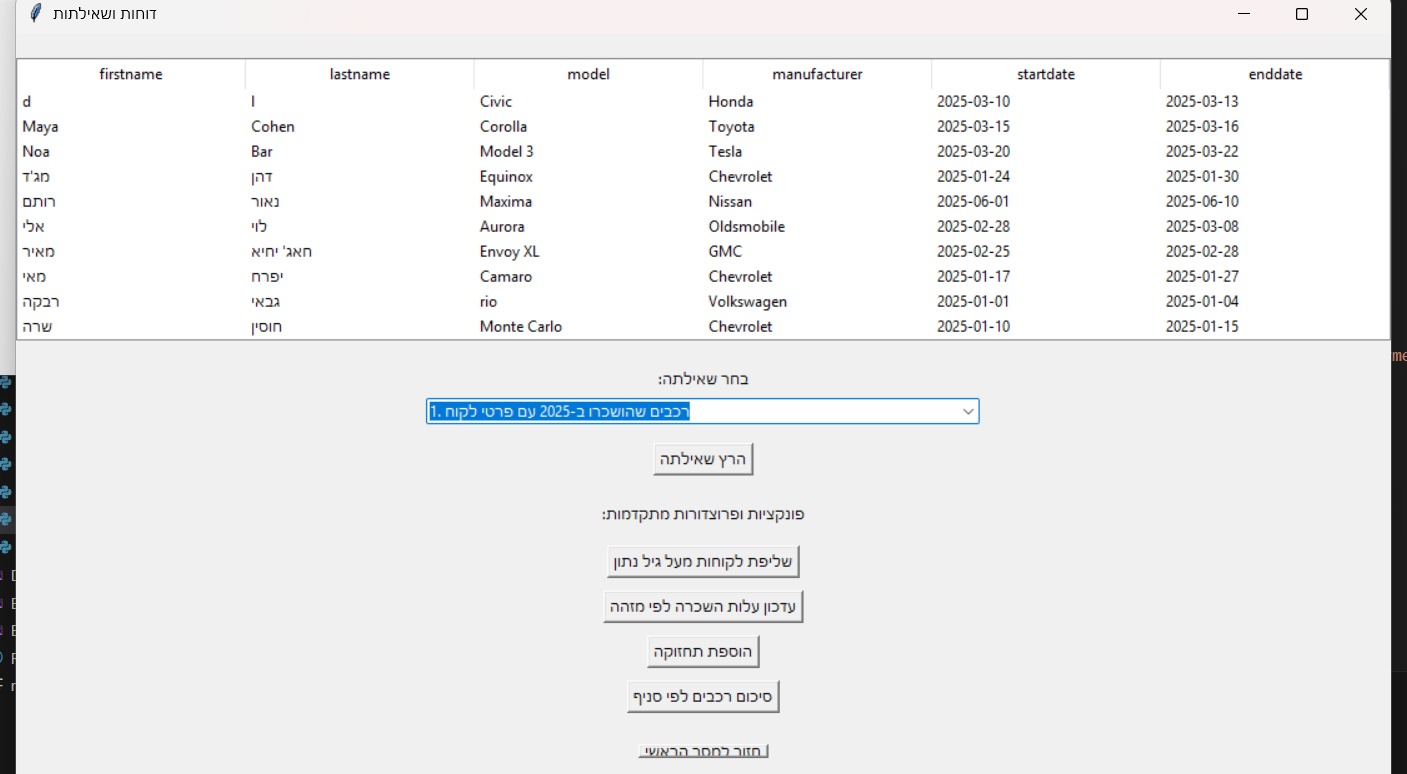 דוחות ושאילתות
firstname lastname model manufacturer startdate enddate
d l Civic Honda 2025-03-10 2025-03-13
Maya Cohen Corolla Toyota 2025-03-15 2025-03-16
Noa Bar Model 3 Tesla 2025-03-20 2025-03-22
מג'ד דהן Equinox Chevrolet 2025-01-24 2025-01-30
רותם נאור Maxima Nissan 2025-06-01 2025-06-10
אלי לוי Aurora Oldsmobile 2025-02-28 2025-03-08
מאיר חאג' יחיא Envoy XL GMC 2025-02-25 2025-02-28
מאי יפרח Camaro Chevrolet 2025-01-17 2025-01-27
רבקה גבאי rio Volkswagen 2025-01-01 2025-01-04
שרה חוסין Monte Carlo Chevrolet 2025-01-10 2025-01-15
בחר שאילתה:
1. רכבים שהושכרו ב-2025 עם פרטי לקוח
הרץ שאילתה
פונקציות ופרוצדורות מתקדמות:
שליפת לקוחות מעל גיל נתון
עדכון עלות השכרה לפי מזהה
הוספת תחזוקה
סיכום רכבים לפי סניף
חזור למסך הראשי